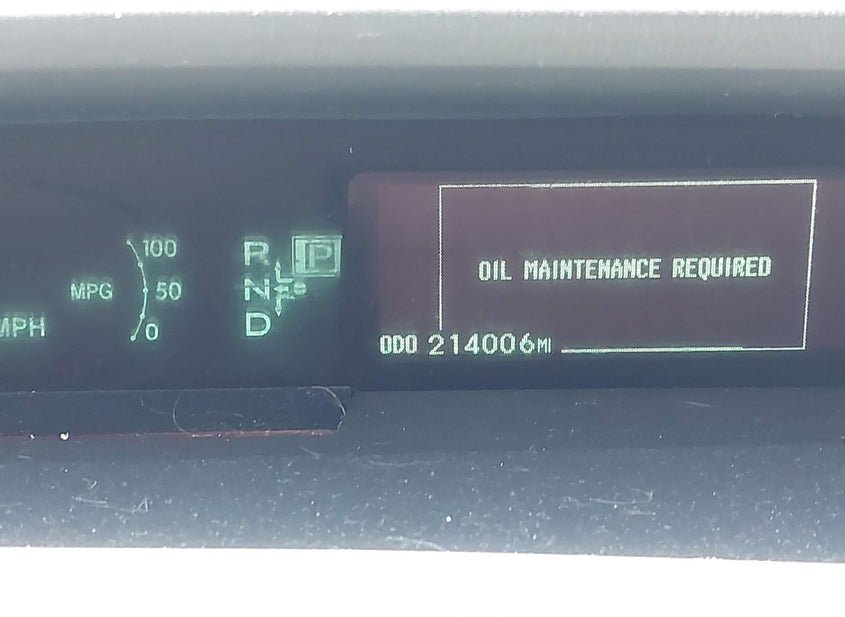 100
MPG 50
0
MPH
R P
N
D
OIL MAINTENANCE REQUIRED
ODO 214006MI